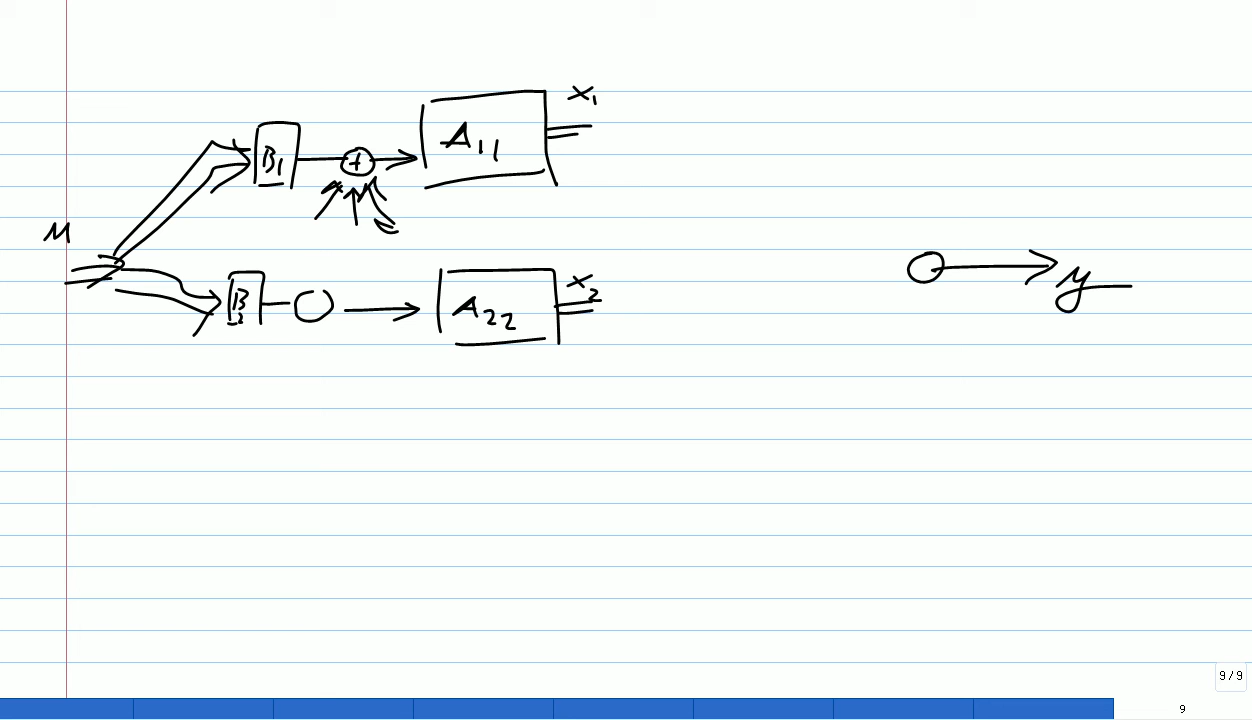 x₁
A₁₁
B₁ +
u
x₂
B₂ A₂₂
y
9/9
9